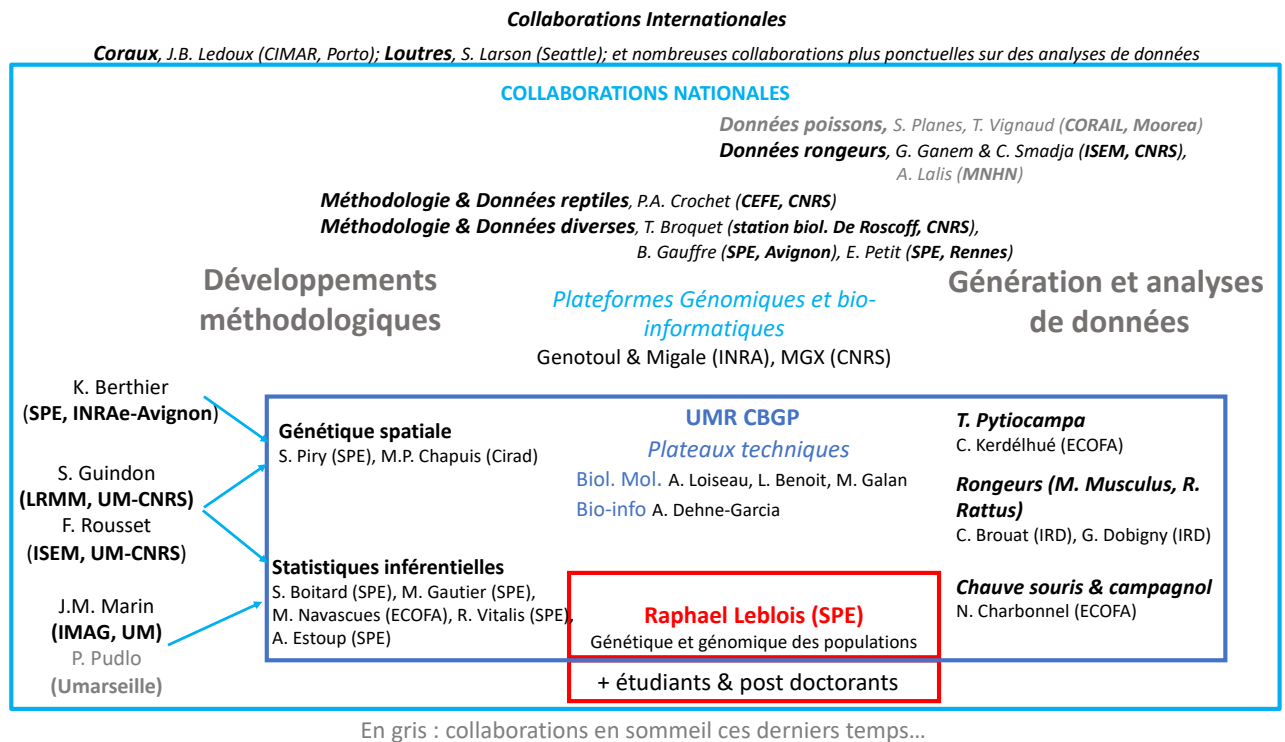 Collaborations Internationales
Coraux, J.B. Ledoux (CIMAR, Porto); Loutres, S. Larson (Seattle); et nombreuses collaborations plus ponctuelles sur des analyses de données
COLLABORATIONS NATIONALES
Données poissons, S. Planes, T. Vignaud (CORAIL, Moorea)
Données rongeurs, G. Ganem & C. Smadja (ISEM, CNRS),
A. Lalis (MNHN)
Méthodologie & Données reptiles, P.A. Crochet (CEFE, CNRS)
Méthodologie & Données diverses, T. Broquet (station biol. De Roscoff, CNRS),
B. Gauffre (SPE, Avignon), E. Petit (SPE, Rennes)
Développements
méthodologiques
Plateformes Génomiques et bio-
informatiques
Genotoul & Migale (INRA), MGX (CNRS)
Génération et analyses
de données
K. Berthier
(SPE, INRAe-Avignon)
S. Guindon
(LRMM, UM-CNRS)
F. Rousset
(ISEM, UM-CNRS)
J.M. Marin
(IMAG, UM)
P. Pudlo
(Umarseille)
Génétique spatiale
S. Piry (SPE), M.P. Chapuis (Cirad)
Statistiques inférentielles
S. Boitard (SPE), M. Gautier (SPE),
M. Navascues (ECOFA), R. Vitalis (SPE),
A. Estoup (SPE)
UMR CBGP
Plateaux techniques
Biol. Mol. A. Loiseau, L. Benoit, M. Galan
Bio-info A. Dehne-Garcia
Raphael Leblois (SPE)
Génétique et génomique des populations
+ étudiants & post doctorants
T. Pytiocampa
C. Kerdélhué (ECOFA)
Rongeurs (M. Musculus, R.
Rattus)
C. Brouat (IRD), G. Dobigny (IRD)
Chauve souris & campagnol
N. Charbonnel (ECOFA)
En gris : collaborations en sommeil ces derniers temps…